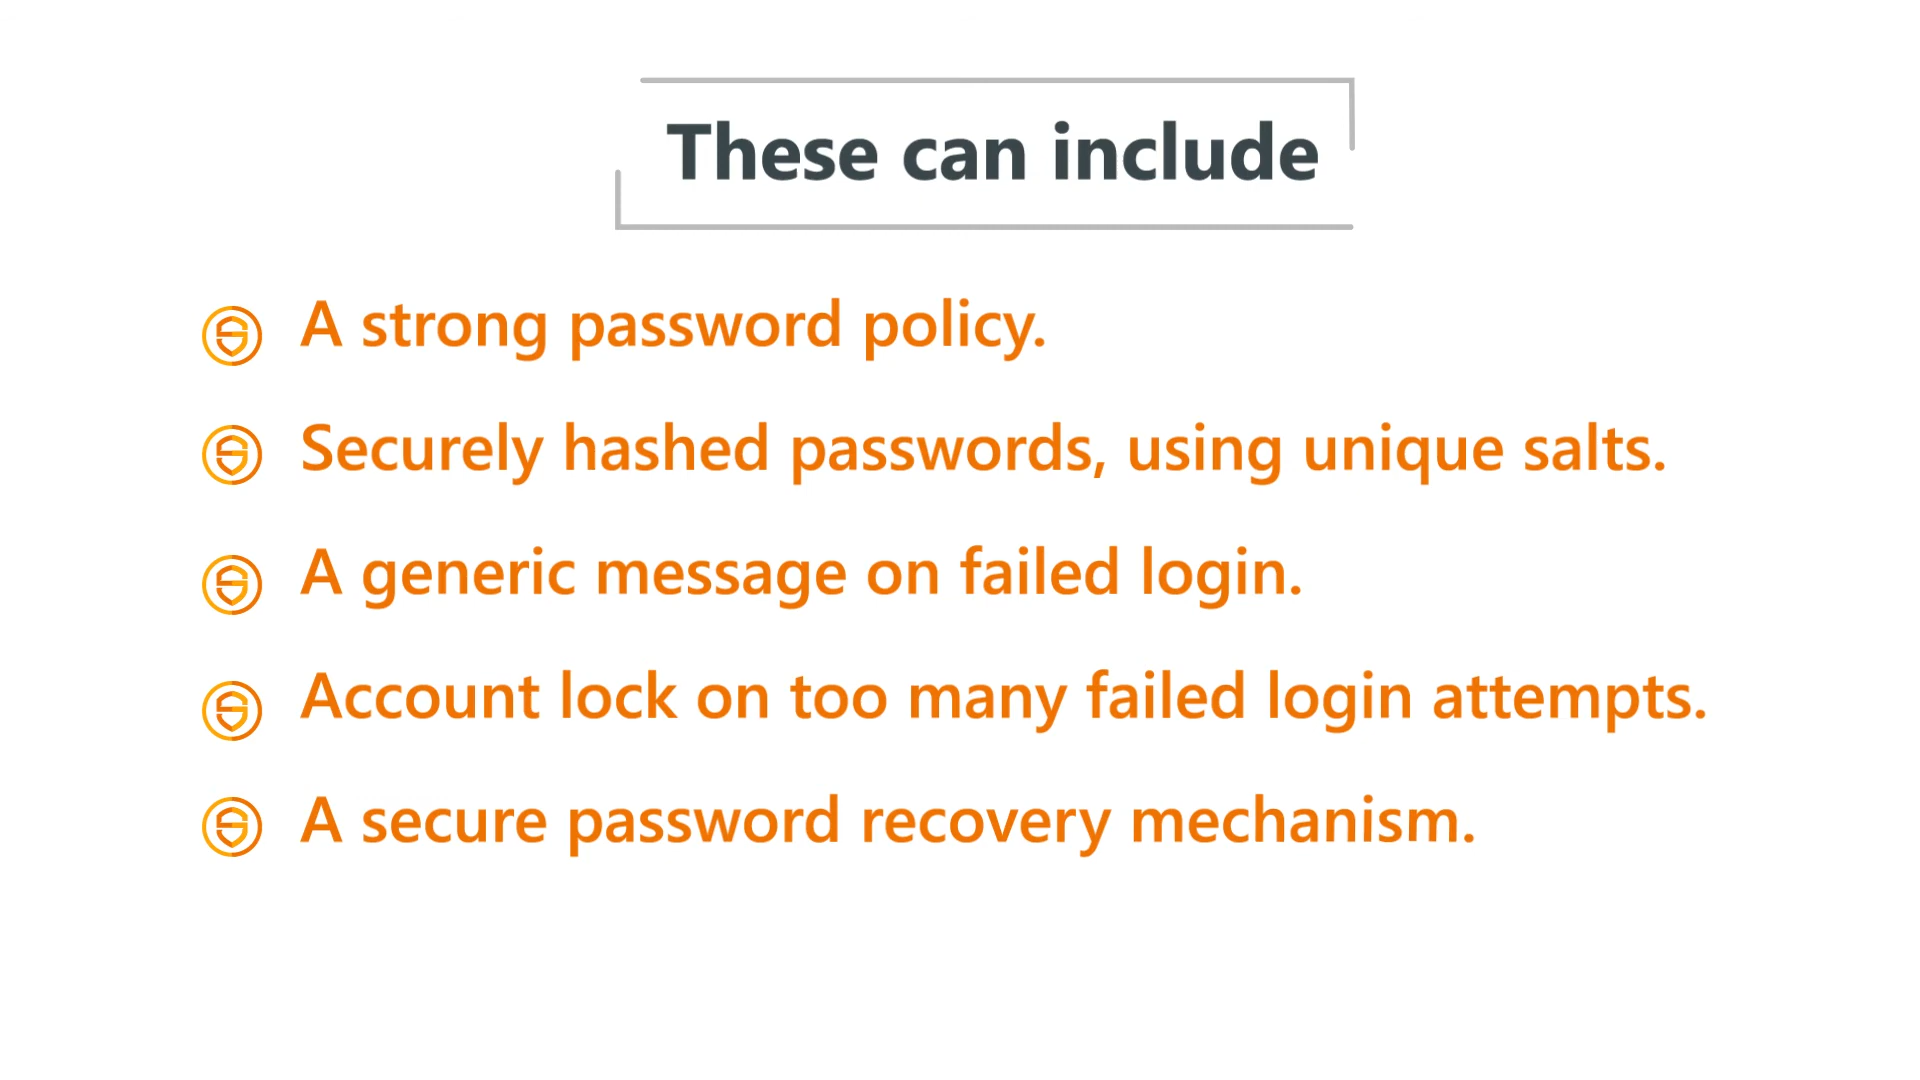 These can include
A strong password policy.
Securely hashed passwords, using unique salts.
A generic message on failed login.
Account lock on too many failed login attempts.
A secure password recovery mechanism.